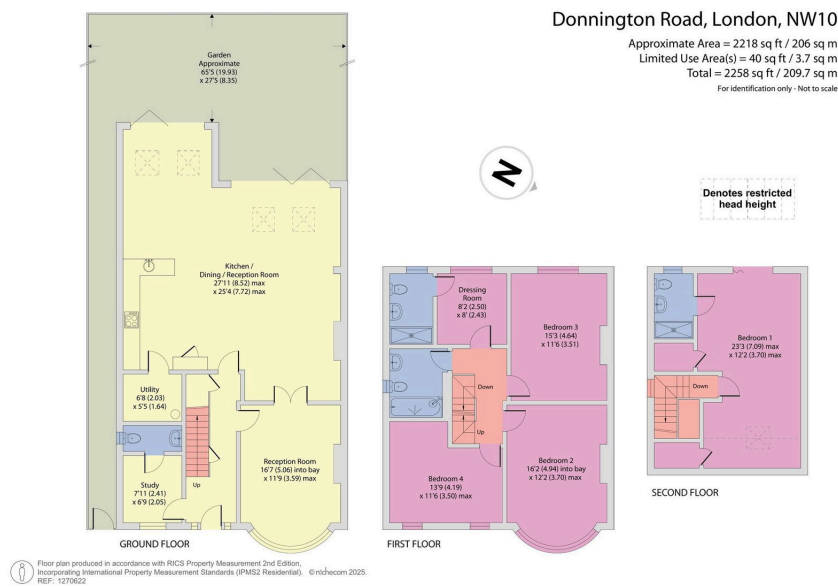 Donnington Road, London, NW10
Approximate Area = 2218 sq ft / 206 sq m
Limited Use Area(s) = 40 sq ft / 3.7 sq m
Total = 2258 sq ft / 209.7 sq m
For identification only - Not to scale
Garden
Approximate
65'5 (19.93)
x 27'5 (8.35)
N
Denotes restricted
head height
Kitchen /
Dining / Reception Room
27'11 (8.52) max
x 25'4 (7.72) max
Utility
6'8 (2.03)
x 5'5 (1.64)
Study
7'11 (2.41)
x 6'9 (2.05)
Up
Reception Room
16'7 (5.06) into bay
x 11'9 (3.59) max
GROUND FLOOR
Dressing
Room
8'2 (2.50)
x 8' (2.43)
Bedroom 3
15'3 (4.64)
x 11'6 (3.51)
Down
Up
Bedroom 4
13'9 (4.19)
x 11'6 (3.50) max
Bedroom 2
16'2 (4.94) into bay
x 12'2 (3.70) max
FIRST FLOOR
Bedroom 1
23'3 (7.09) max
x 12'2 (3.70) max
Down
SECOND FLOOR
Floor plan produced in accordance with RICS Property Measurement 2nd Edition,
Incorporating International Property Measurement Standards (IPMS2 Residential). © nichecom 2025.
REF: 1270622